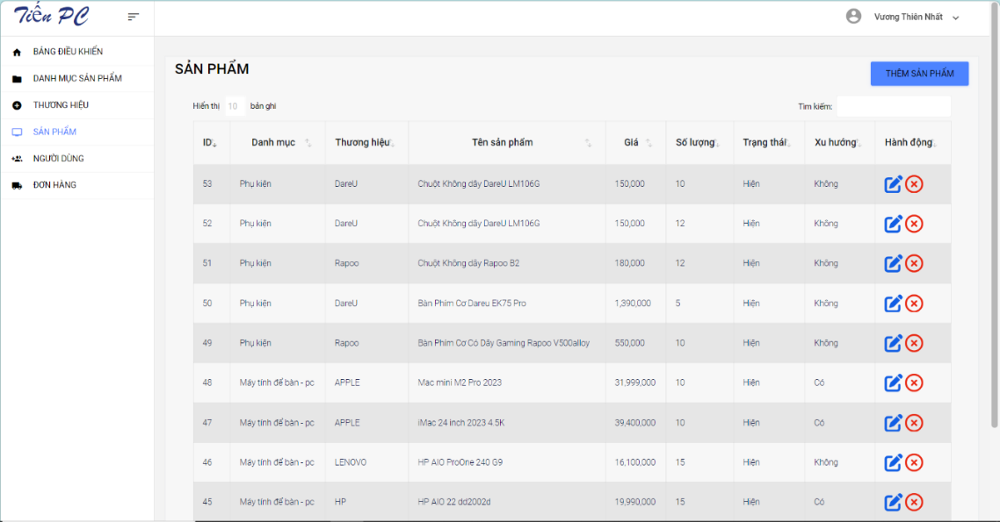 Tiến PC
Vương Thiên Nhất
BẢNG ĐIỀU KHIỂN
DANH MỤC SẢN PHẨM
THƯƠNG HIỆU
SẢN PHẨM
NGƯỜI DÙNG
ĐƠN HÀNG
SẢN PHẨM
THÊM SẢN PHẨM
Hiển thị 10 bản ghi
Tìm kiếm:
ID Danh mục Thương hiệu Tên sản phẩm Giá Số lượng Trạng thái Xu hướng Hành động
53 Phụ kiện DareU Chuột Không dây DareU LM106G 150,000 10 Hiện Không
52 Phụ kiện DareU Chuột Không dây DareU LM106G 150,000 12 Hiện Không
51 Phụ kiện Rapoo Chuột Không dây Rapoo B2 180,000 12 Hiện Không
50 Phụ kiện DareU Bàn Phím Cơ Dareu EK75 Pro 1,390,000 5 Hiện Không
49 Phụ kiện Rapoo Bàn Phím Cơ Có Dây Gaming Rapoo V500alloy 550,000 10 Hiện Không
48 Máy tính để bàn - pc APPLE Mac mini M2 Pro 2023 31,999,000 10 Hiện Có
47 Máy tính để bàn - pc APPLE iMac 24 inch 2023 4.5K 39,400,000 10 Hiện Có
46 Máy tính để bàn - pc LENOVO HP AIO ProOne 240 G9 16,100,000 15 Hiện Không
45 Máy tính để bàn - pc HP HP AIO 22 dd2002d 19,990,000 15 Hiện Có